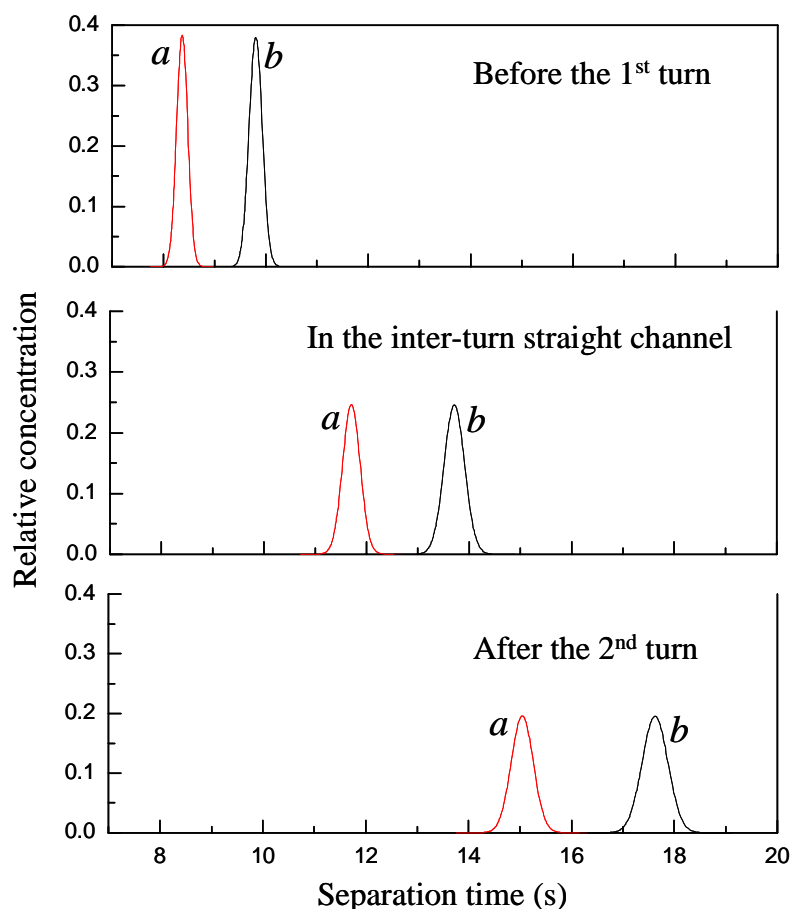 0.4
0.3
0.2
0.1
0.0
a
b
Before the 1st turn
0.4
0.3
0.2
0.1
0.0
a
b
In the inter-turn straight channel
0.4
0.3
0.2
0.1
0.0
a
b
After the 2nd turn
8 10 12 14 16 18 20
Relative concentration
Separation time (s)